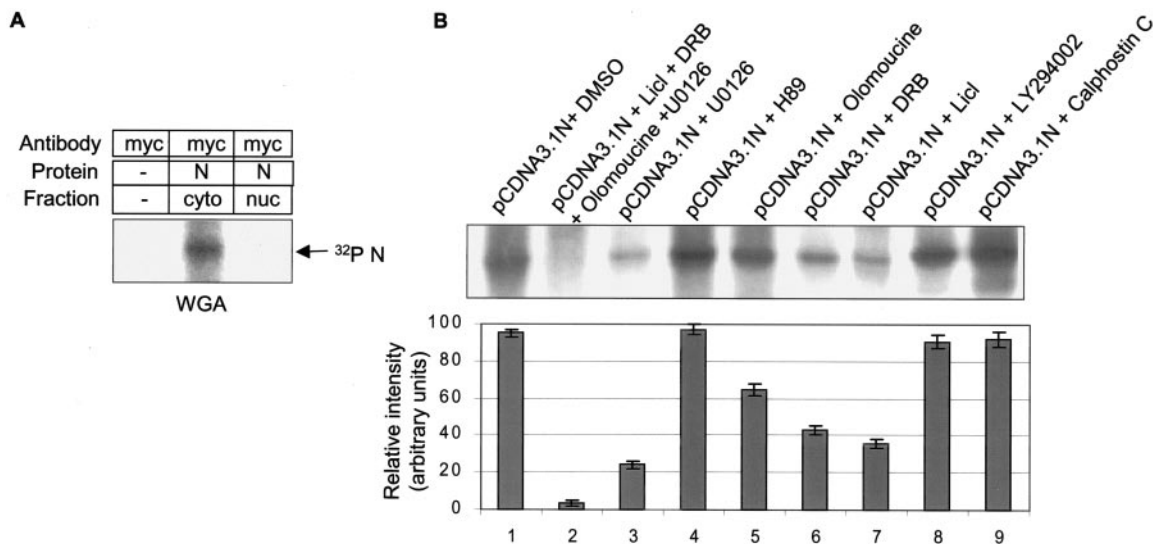 A
Antibody myc myc myc
Protein - N N
Fraction - cyto nuc
³²P N
WGA
B
pCDNA3.1N+ DMSO
pCDNA3.1N + Licl + DRB
+ Olomoucine +U0126
pCDNA3.1N + U0126
pCDNA3.1N + H89
pCDNA3.1N + Olomoucine
pCDNA3.1N + DRB
pCDNA3.1N + Licl
pCDNA3.1N + LY294002
pCDNA3.1N + Calphostin C
Relative intensity
(arbitrary units)
100
80
60
40
20
0
1 2 3 4 5 6 7 8 9